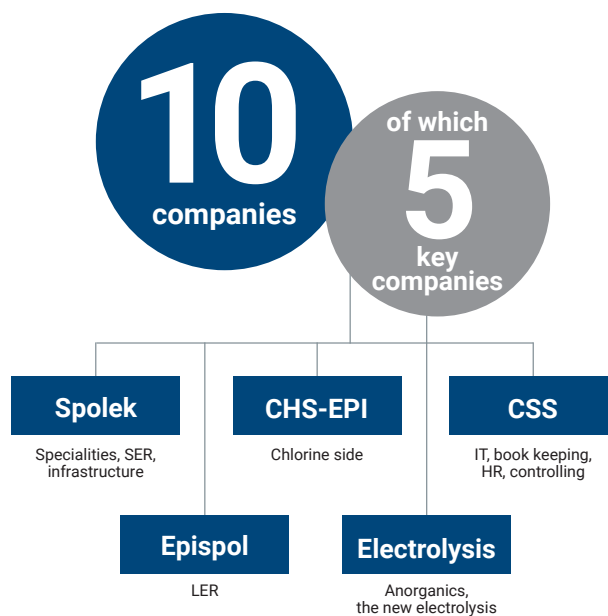 10
companies
of which
5
key
companies
Spolek
Specialities, SER,
infrastructure
CHS-EPI
Chlorine side
CSS
IT, book keeping,
HR, controlling
Epispol
LER
Electrolysis
Anorganics,
the new electrolysis